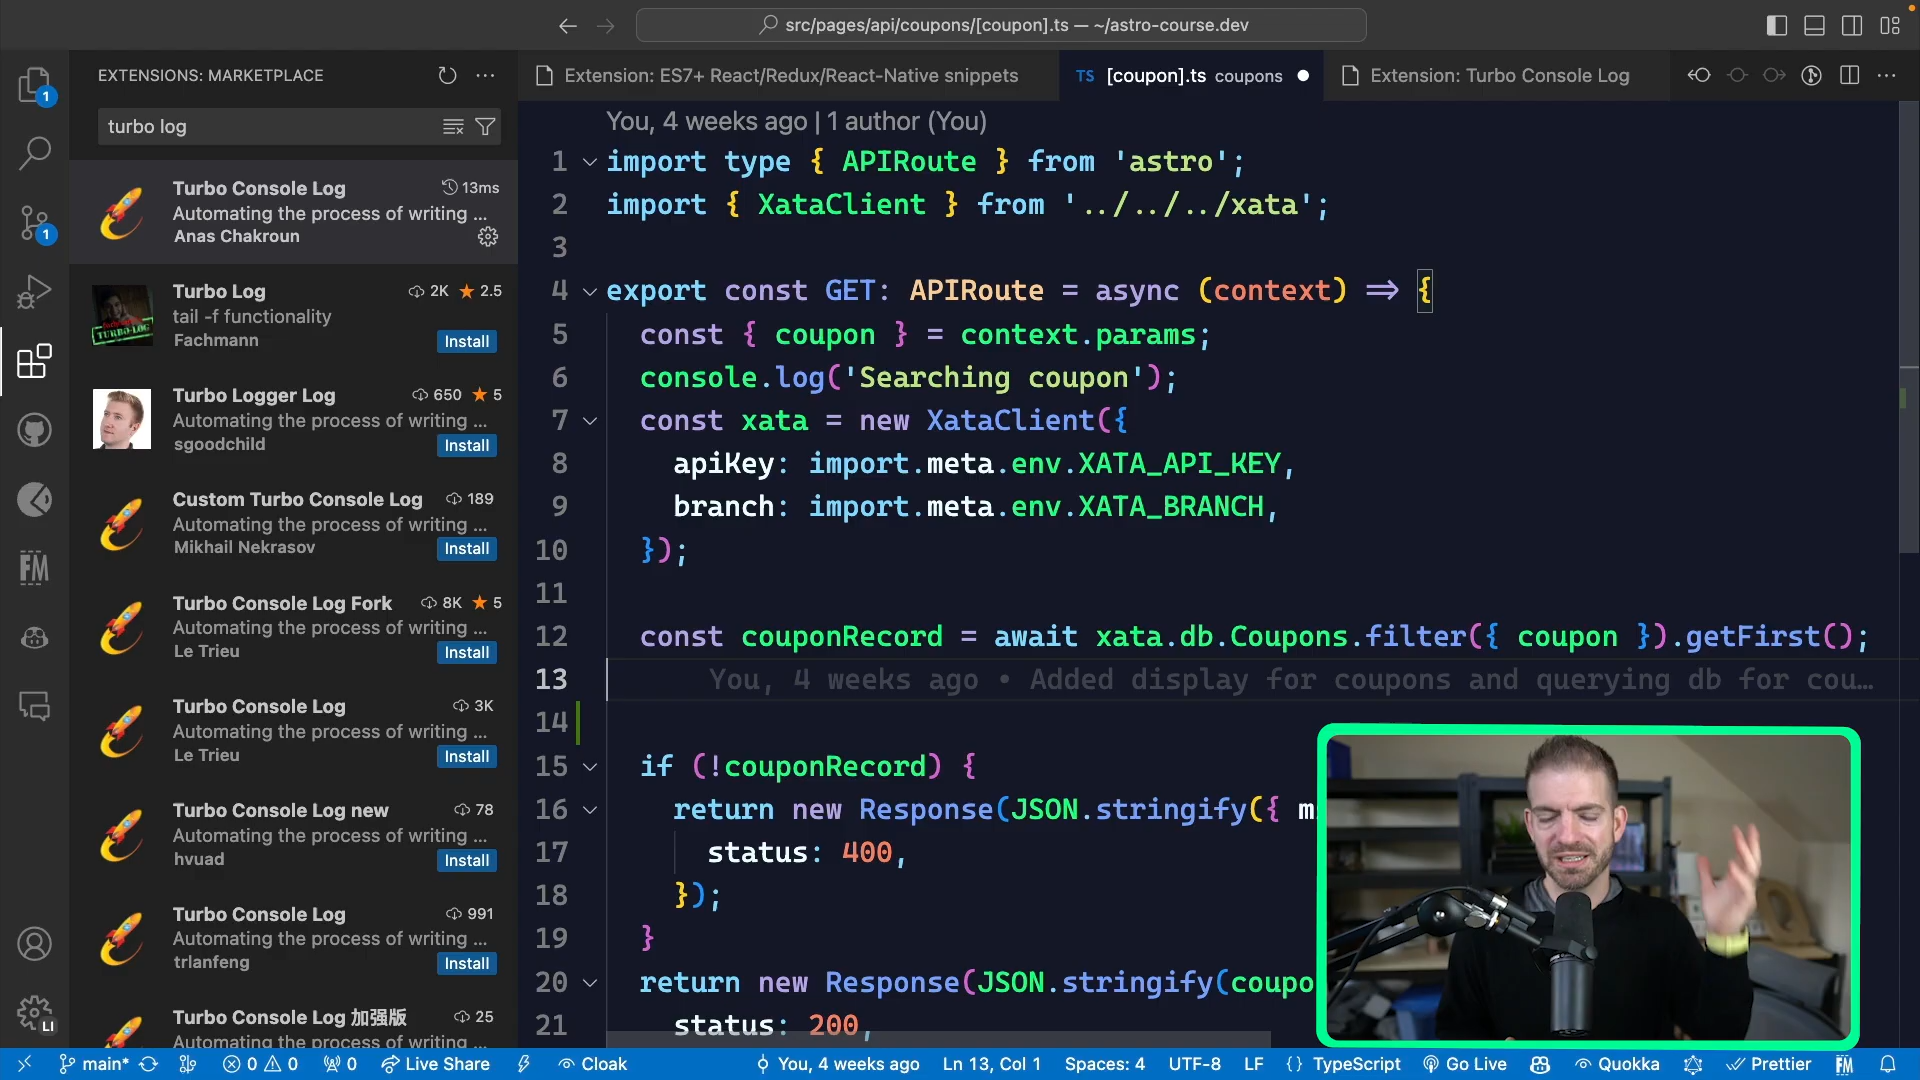 src/pages/api/coupons/[coupon].ts — ~/astro-course.dev
EXTENSIONS: MARKETPLACE
Extension: ES7+ React/Redux/React-Native snippets
TS [coupon].ts coupons
Extension: Turbo Console Log
turbo log
Turbo Console Log 13ms
Automating the process of writing ...
Anas Chakroun
Turbo Log 2K 2.5
tail -f functionality
Fachmann Install
TURBO-LOG
Turbo Logger Log 650 5
Automating the process of writing ...
sgoodchild Install
Custom Turbo Console Log 189
Automating the process of writing ...
Mikhail Nekrasov Install
Turbo Console Log Fork 8K 5
Automating the process of writing ...
Le Trieu Install
Turbo Console Log 3K
Automating the process of writing ...
Le Trieu Install
Turbo Console Log new 78
Automating the process of writing ...
hvuad Install
Turbo Console Log 991
Automating the process of writing ...
trlanfeng Install
Turbo Console Log 加强版 25
Automating the process of writing ...
1
1
FM
LI
You, 4 weeks ago | 1 author (You)
1 import type { APIRoute } from 'astro';
2 import { XataClient } from '../../../xata';
3
4 export const GET: APIRoute = async (context) => {
5 const { coupon } = context.params;
6 console.log('Searching coupon');
7 const xata = new XataClient({
8 apiKey: import.meta.env.XATA_API_KEY,
9 branch: import.meta.env.XATA_BRANCH,
10 });
11
12 const couponRecord = await xata.db.Coupons.filter({ coupon }).getFirst();
13 You, 4 weeks ago • Added display for coupons and querying db for cou…
14
15 if (!couponRecord) {
16 return new Response(JSON.stringify({ m
17 status: 400,
18 });
19 }
20 return new Response(JSON.stringify(coupo
21 status: 200,
main* 0 0 0 Live Share Cloak You, 4 weeks ago Ln 13, Col 1 Spaces: 4 UTF-8 LF {} TypeScript Go Live Quokka Prettier FM